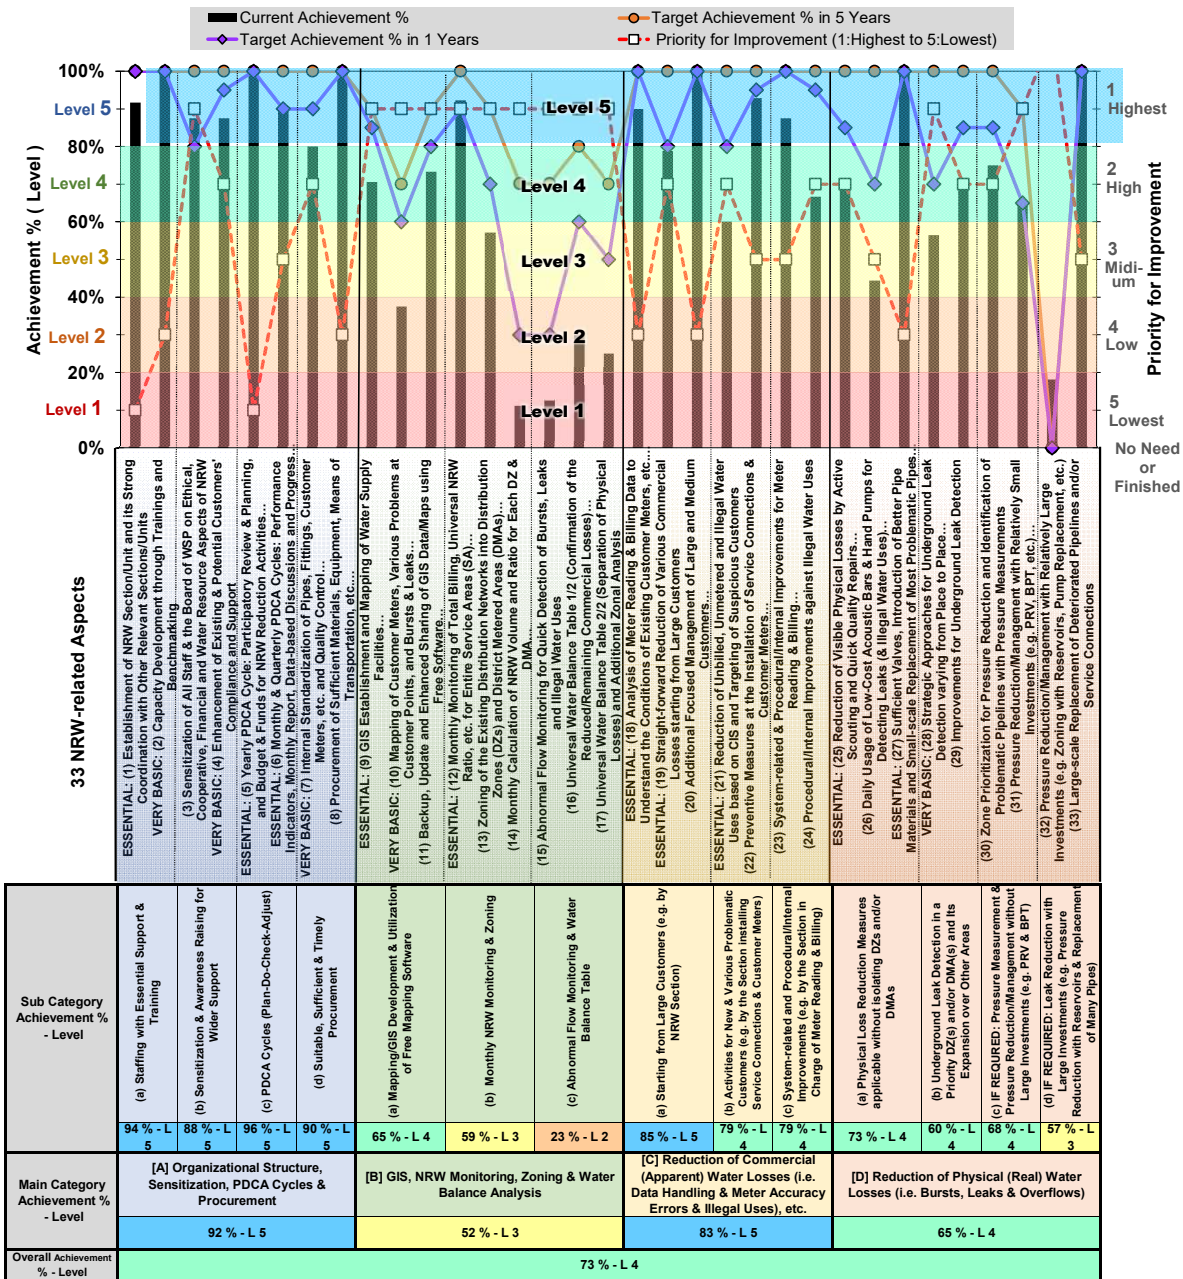 Current Achievement %
Target Achievement % in 5 Years
Target Achievement % in 1 Years
Priority for Improvement (1:Highest to 5:Lowest)
Achievement % ( Level )
100%
Level 5
80%
Level 4
60%
Level 3
40%
Level 2
20%
Level 1
0%
Level 5
Level 4
Level 3
Level 2
Level 1
1
Highest
2
High
3
Midi-
um
4
Low
5
Lowest
No Need
or
Finished
Priority for Improvement
33 NRW-related Aspects
ESSENTIAL: (1) Establishment of NRW Section/Unit and its Strong
Coordination with Other Relevant Sections/Units
VERY BASIC: (2) Capacity Development through Trainings and
Benchmarking
(3) Sensitization of All Staff & the Board of WSP on Ethical,
Cooperative, Financial and Water Resource Aspects of NRW
VERY BASIC: (4) Enhancement of Existing & Potential Customers'
Compliance and Support
ESSENTIAL: (5) Yearly PDCA Cycle: Participatory Review & Planning,
and Budget & Funds for NRW Reduction Activities…
ESSENTIAL: (6) Monthly & Quarterly PDCA Cycles: Performance
Indicators, Monthly Report, Data-based Discussions and Progress…
VERY BASIC: (7) Internal Standardization of Pipes, Fittings, Customer
Meters, etc. and Quality Control…
(8) Procurement of Sufficient Materials, Equipment, Means of
Transportation, etc.…
ESSENTIAL: (9) GIS Establishment and Mapping of Water Supply
Facilities…
VERY BASIC: (10) Mapping of Customer Meters, Various Problems at
Customer Points, and Bursts & Leaks…
(11) Backup, Update and Enhanced Sharing of GIS Data/Maps using
Free Software…
ESSENTIAL: (12) Monthly Monitoring of Total Billing, Universal NRW
Ratio, etc. for Entire Service Areas (SA)…
(13) Zoning of the Existing Distribution Networks into Distribution
Zones (DZs) and District Metered Areas (DMAs)…
(14) Monthly Calculation of NRW Volume and Ratio for Each DZ &
DMA…
(15) Abnormal Flow Monitoring for Quick Detection of Bursts, Leaks
and Illegal Water Uses
(16) Universal Water Balance Table 1/2 (Confirmation of the
Reduced/Remaining Commercial Losses)…
(17) Universal Water Balance Table 2/2 (Separation of Physical
Losses) and Additional Zonal Analysis
ESSENTIAL: (18) Analysis of Meter Reading & Billing Data to
Understand the Conditions of Existing Customer Meters, etc.…
ESSENTIAL: (19) Straight-forward Reduction of Various Commercial
Losses starting from Large Customers
(20) Additional Focused Management of Large and Medium
Customers…
ESSENTIAL: (21) Reduction of Unbilled, Unmetered and Illegal Water
Uses based on CIS and Targeting of Suspicious Customers
(22) Preventive Measures at the Installation of Service Connections &
Customer Meters…
(23) System-related & Procedural/Internal Improvements for Meter
Reading & Billing…
(24) Procedural/Internal Improvements against Illegal Water Uses
ESSENTIAL: (25) Reduction of Visible Physical Losses by Active
Scouting and Quick Quality Repairs…
(26) Daily Usage of Low-Cost Acoustic Bars & Hand Pumps for
Detecting Leaks (& Illegal Water Uses)…
ESSENTIAL: (27) Sufficient Valves, Introduction of Better Pipe
Materials and Small-scale Replacement of Most Problematic Pipes…
VERY BASIC: (28) Strategic Approaches for Underground Leak
Detection varying from Place to Place…
(29) Improvements for Underground Leak Detection
(30) Zone Prioritization for Pressure Reduction and Identification of
Problematic Pipelines with Pressure Measurements
(31) Pressure Reduction/Management with Relatively Small
Investments (e.g. PRV, BPT, etc.)…
(32) Pressure Reduction/Management with Relatively Large
Investments (e.g. Zoning with Reservoirs, Pump Replacement, etc.)
(33) Large-scale Replacement of Deteriorated Pipelines and/or
Service Connections
Sub Category
Achievement %
- Level
(a) Staffing with Essential Support &
Training
(b) Sensitization & Awareness Raising for
Wider Support
(c) PDCA Cycles (Plan-Do-Check-Adjust)
(d) Suitable, Sufficient & Timely
Procurement
(a) Mapping/GIS Development & Utilization
of Free Mapping Software
(b) Monthly NRW Monitoring & Zoning
(c) Abnormal Flow Monitoring & Water
Balance Table
(a) Starting from Large Customers (e.g. by
NRW Section)
(b) Activities for New & Various Problematic
Customers (e.g. by the Section installing
Service Connections & Customer Meters)
(c) System-related and Procedural/Internal
Improvements (e.g. by the Section in
Charge of Meter Reading & Billing)
(a) Physical Loss Reduction Measures
applicable without isolating DZs and/or
DMAs
(b) Underground Leak Detection in a
Priority DZ(s) and/or DMA(s) and Its
Expansion over Other Areas
(c) IF REQUIRED: Pressure Measurement &
Pressure Reduction/Management without
Large Investments (e.g. PRV & BPT)
(d) IF REQUIRED: Leak Reduction with
Large Investments (e.g. Pressure
Reduction with Reservoirs & Replacement
of Many Pipes)
94 % - L
5
88 % - L
5
96 % - L
5
90 % - L
5
65 % - L 4
59 % - L 3
23 % - L 2
85 % - L 5
79 % - L
4
79 % - L
4
73 % - L 4
60 % - L
4
68 % - L
4
57 % - L
3
Main Category
Achievement %
- Level
[A] Organizational Structure,
Sensitization, PDCA Cycles &
Procurement
[B] GIS, NRW Monitoring, Zoning & Water
Balance Analysis
[C] Reduction of Commercial
(Apparent) Water Losses (i.e.
Data Handling & Meter Accuracy
Errors & Illegal Uses), etc.
[D] Reduction of Physical (Real) Water
Losses (i.e. Bursts, Leaks & Overflows)
92 % - L 5
52 % - L 3
83 % - L 5
65 % - L 4
Overall Achievement
% - Level
73 % - L 4